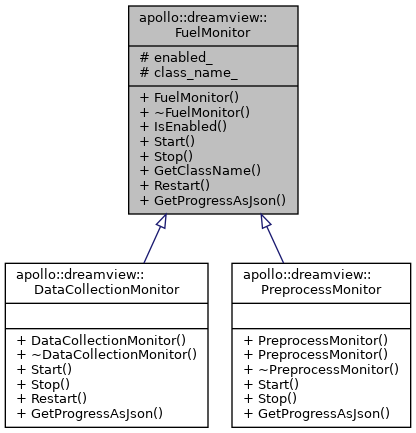 apollo::dreamview::
FuelMonitor
# enabled_
# class_name_
+ FuelMonitor()
+ ~FuelMonitor()
+ IsEnabled()
+ Start()
+ Stop()
+ GetClassName()
+ Restart()
+ GetProgressAsJson()
apollo::dreamview::
DataCollectionMonitor
+ DataCollectionMonitor()
+ ~DataCollectionMonitor()
+ Start()
+ Stop()
+ Restart()
+ GetProgressAsJson()
apollo::dreamview::
PreprocessMonitor
+ PreprocessMonitor()
+ PreprocessMonitor()
+ ~PreprocessMonitor()
+ Start()
+ Stop()
+ GetProgressAsJson()